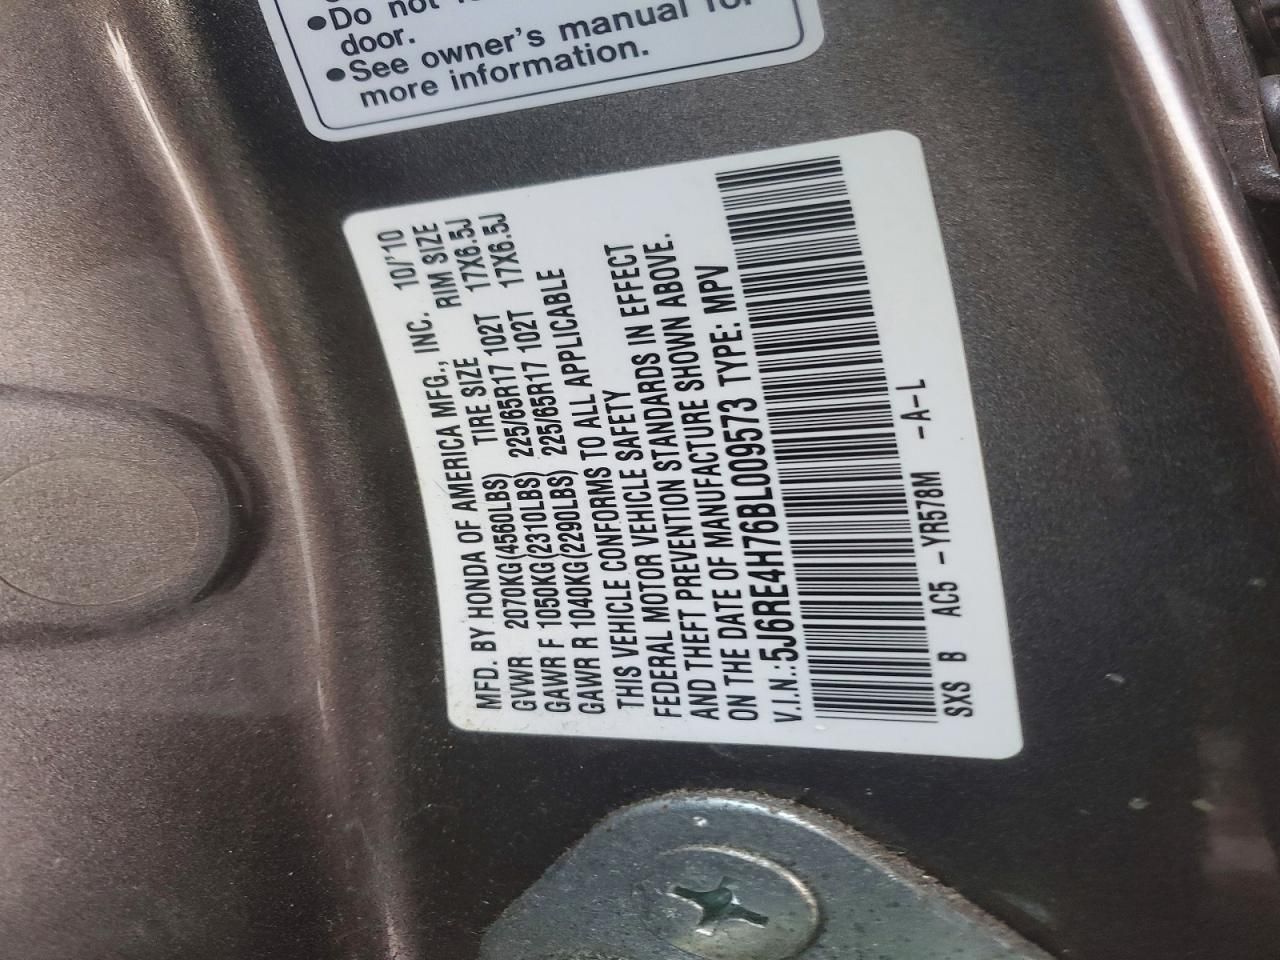 ●Do not
door.
●See owner's manual for
more information.
MFD. BY HONDA OF AMERICA MFG., INC. 10/'10
TIRE SIZE RIM SIZE
GVWR 2070KG(4560LBS)
GAWR F 1050KG(2310LBS) 225/65R17 102T 17X6.5J
GAWR R 1040KG(2290LBS) 225/65R17 102T 17X6.5J
THIS VEHICLE CONFORMS TO ALL APPLICABLE
FEDERAL MOTOR VEHICLE SAFETY
AND THEFT PREVENTION STANDARDS IN EFFECT
ON THE DATE OF MANUFACTURE SHOWN ABOVE.
V.I.N.:5J6RE4H76BL009573 TYPE: MPV
SXS B AC5 -YR578M -A-L